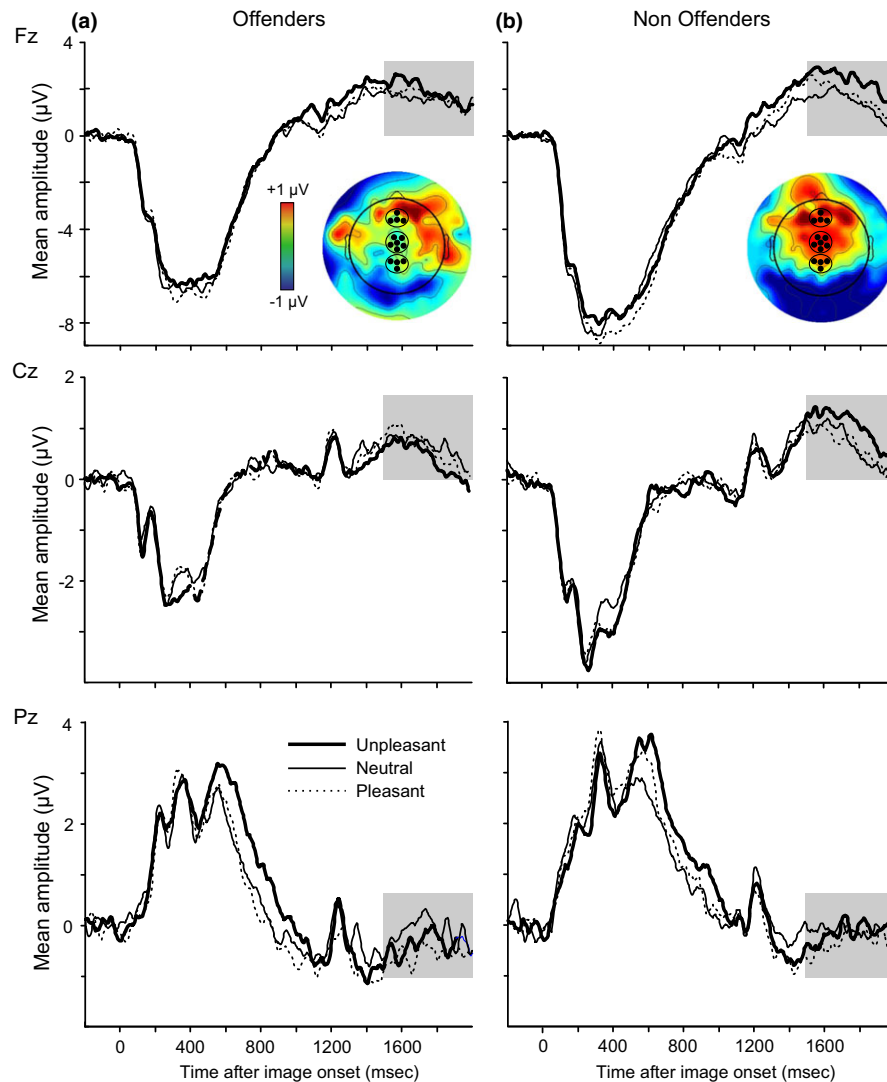 (a) Offenders (b) Non Offenders
Fz
4
0
-4
-8
Mean amplitude (µV)
+1 µV
-1 µV
Cz
2
0
-2
Mean amplitude (µV)
Pz
4
2
0
Mean amplitude (µV)
Unpleasant
Neutral
Pleasant
0 400 800 1200 1600 0 400 800 1200 1600
Time after image onset (msec) Time after image onset (msec)